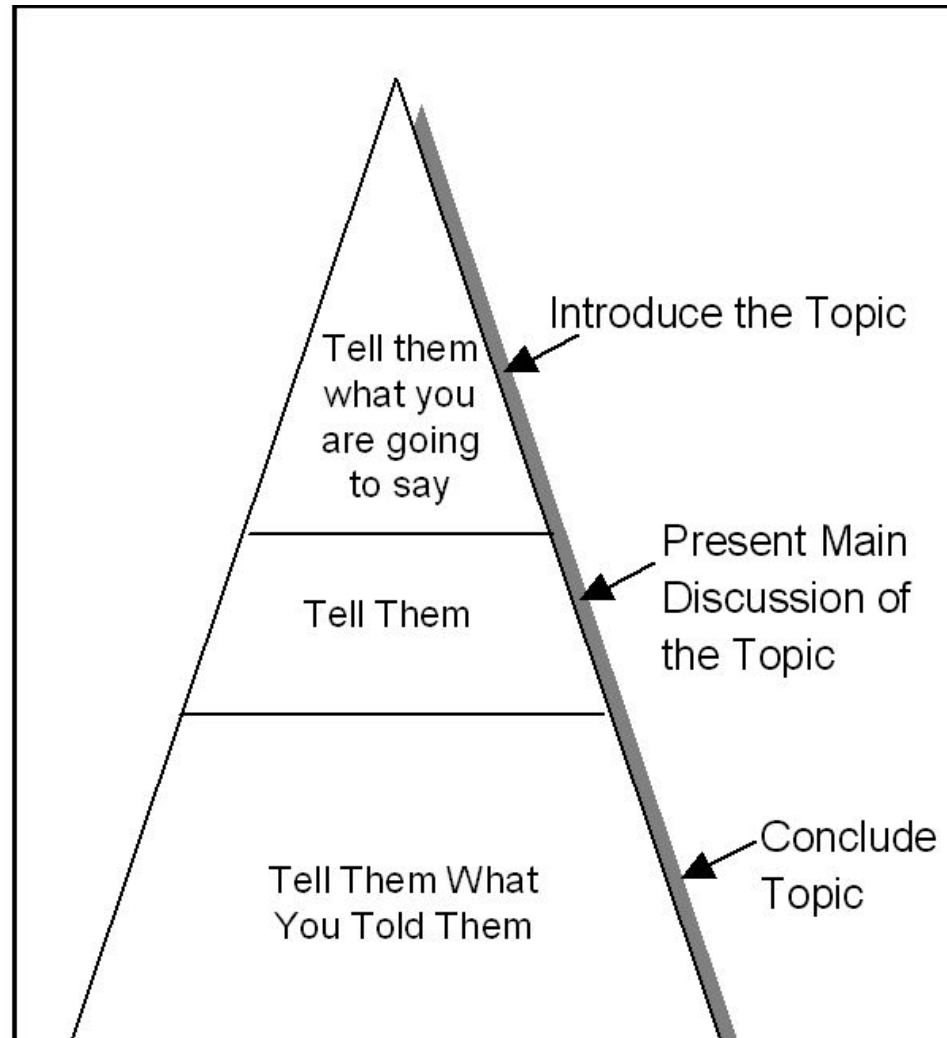 Introduce the Topic
Tell them
what you
are going
to say
Present Main
Discussion of
the Topic
Tell Them
Conclude
Topic
Tell Them What
You Told Them